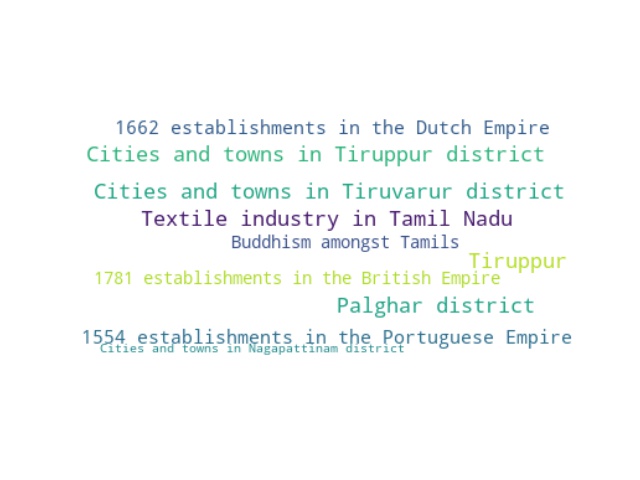 1662 establishments in the Dutch Empire
Cities and towns in Tiruppur district
Cities and towns in Tiruvarur district
Textile industry in Tamil Nadu
Buddhism amongst Tamils
Tiruppur
1781 establishments in the British Empire
Palghar district
1554 establishments in the Portuguese Empire
Cities and towns in Nagapattinam district